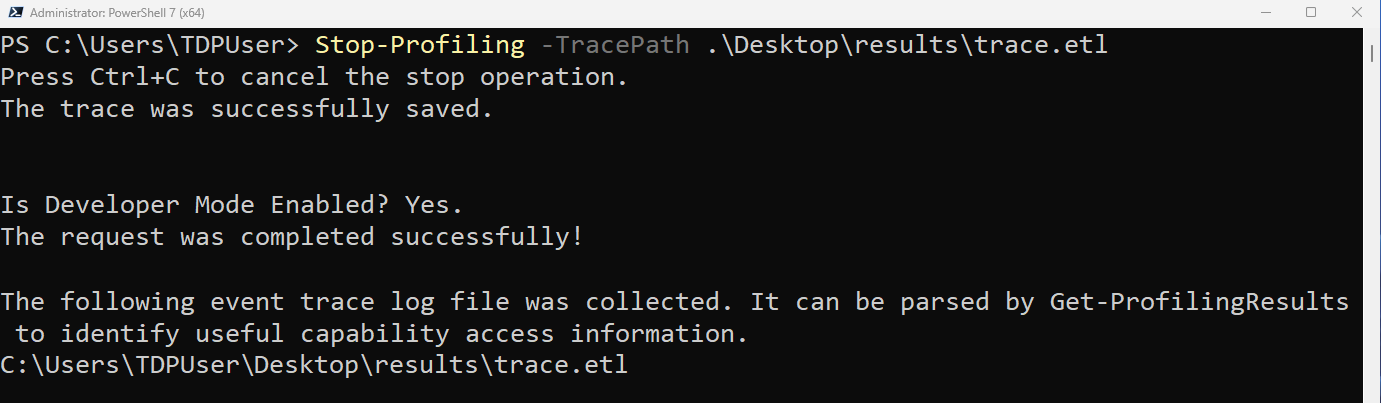 Administrator: PowerShell 7 (x64)
PS C:\Users\TDPUser> Stop-Profiling -TracePath .\Desktop\results\trace.etl
Press Ctrl+C to cancel the stop operation.
The trace was successfully saved.
Is Developer Mode Enabled? Yes.
The request was completed successfully!
The following event trace log file was collected. It can be parsed by Get-ProfilingResults
to identify useful capability access information.
C:\Users\TDPUser\Desktop\results\trace.etl